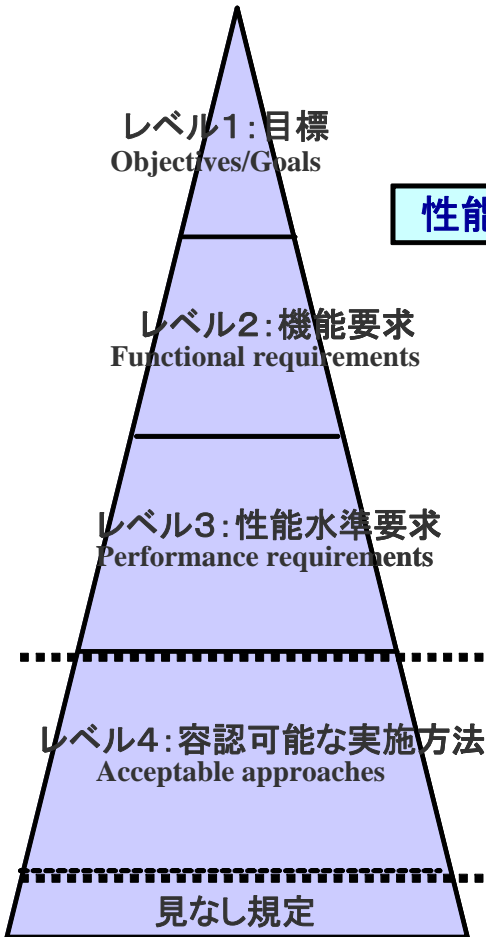 レベル1：目標
Objectives/Goals
性能
レベル2：機能要求
Functional requirements
レベル3：性能水準要求
Performance requirements
レベル4：容認可能な実施方法
Acceptable approaches
見なし規定